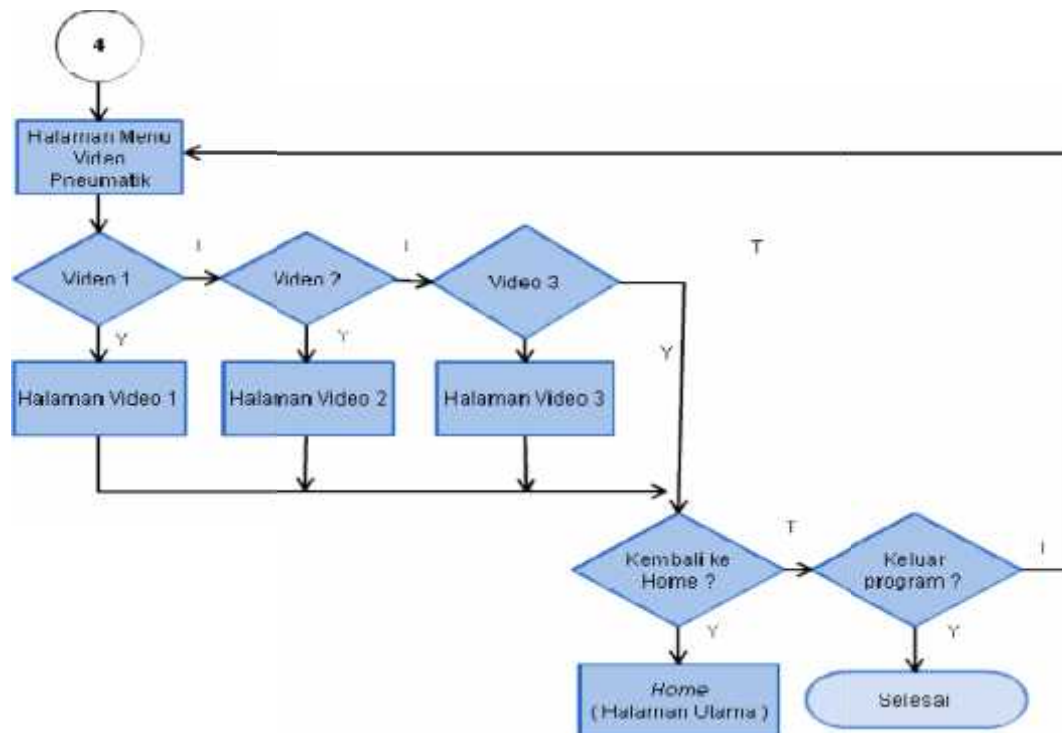 4
Halaman Menu
Video
Pneumatik
T
Video 1
T
Video 2
T
Video 3
Y
Y
Y
Halaman Video 1
Halaman Video 2
Halaman Video 3
Kembali ke
Home ?
T
Keluar
program ?
T
Y
Y
Home
( Halaman Utama )
Selesai